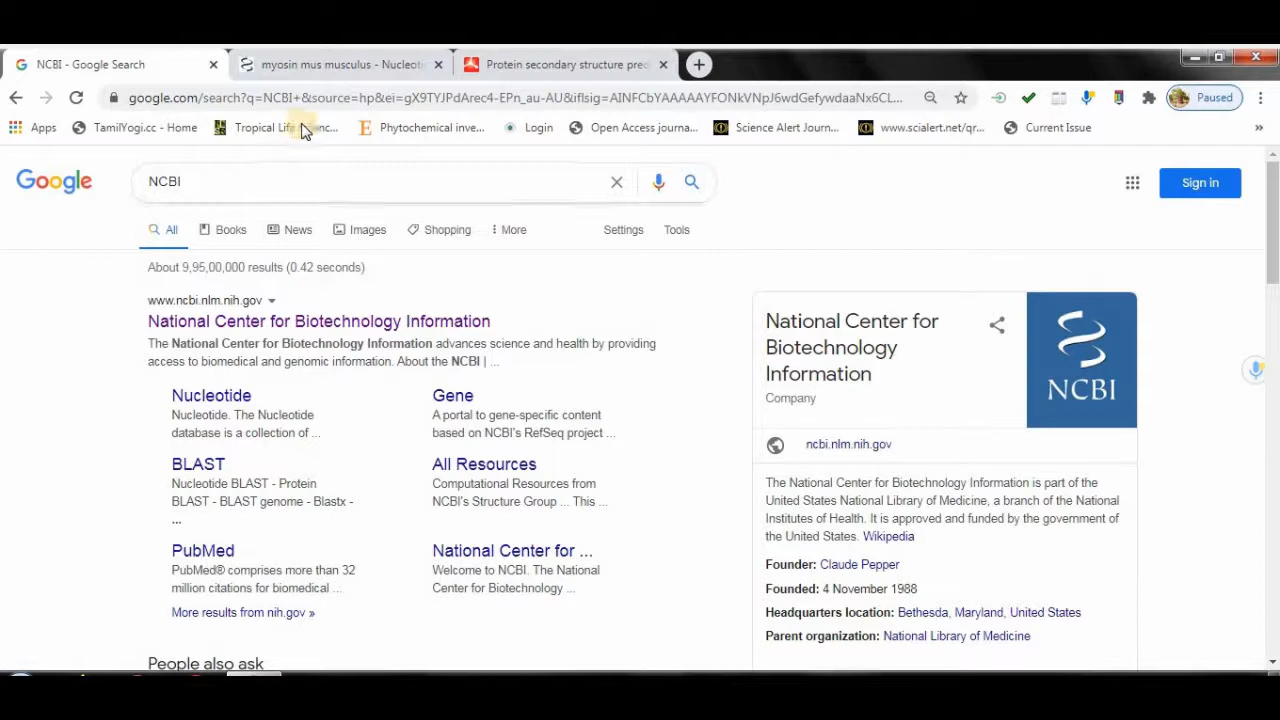 NCBI - Google Search
myosin mus musculus - Nucleoti
Protein secondary structure pred
google.com/search?q=NCBI+&source=hp&ei=gX9TYJPdArec4-EPn_au-AU&iflsig=AINFCbYAAAAAYFONkVNpJ6wdGefywdaaNx6CL...
Paused
Apps
TamilYogi.cc - Home
Tropical Life
Phytochemical inve...
Login
Open Access journa...
Science Alert Journ...
www.scialert.net/qr...
Current Issue
»
Google
NCBI
Sign in
All
Books
News
Images
Shopping
More
Settings
Tools
About 9,95,00,000 results (0.42 seconds)
www.ncbi.nlm.nih.gov
National Center for Biotechnology Information
The National Center for Biotechnology Information advances science and health by providing
access to biomedical and genomic information. About the NCBI | ...
Nucleotide
Nucleotide. The Nucleotide
database is a collection of ...
Gene
A portal to gene-specific content
based on NCBI's RefSeq project ...
BLAST
Nucleotide BLAST - Protein
BLAST - BLAST genome - Blastx -
...
All Resources
Computational Resources from
NCBI's Structure Group ... This ...
PubMed
PubMed® comprises more than 32
million citations for biomedical ...
National Center for ...
Welcome to NCBI. The National
Center for Biotechnology ...
More results from nih.gov »
People also ask
National Center for
Biotechnology
Information
Company
NCBI
ncbi.nlm.nih.gov
The National Center for Biotechnology Information is part of the
United States National Library of Medicine, a branch of the National
Institutes of Health. It is approved and funded by the government of
the United States. Wikipedia
Founder: Claude Pepper
Founded: 4 November 1988
Headquarters location: Bethesda, Maryland, United States
Parent organization: National Library of Medicine